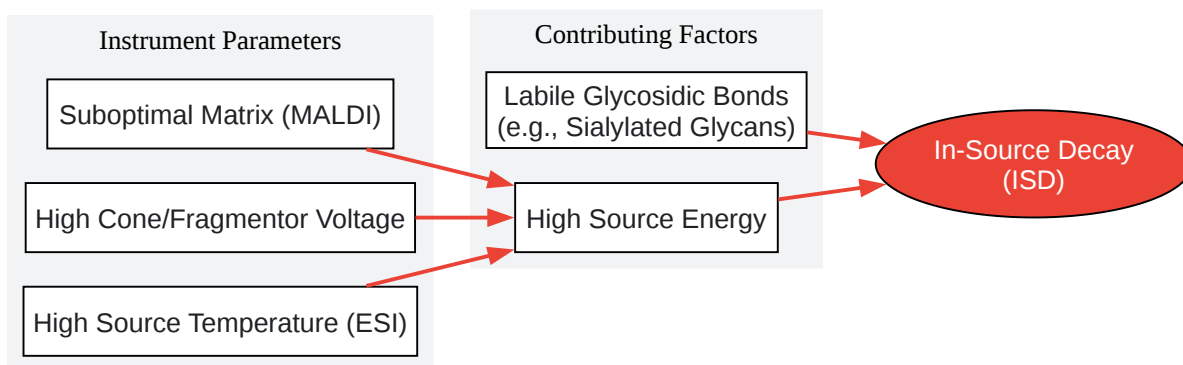 Instrument Parameters
Suboptimal Matrix (MALDI)
High Cone/Fragmentor Voltage
High Source Temperature (ESI)
Contributing Factors
Labile Glycosidic Bonds
(e.g., Sialylated Glycans)
High Source Energy
In-Source Decay
(ISD)